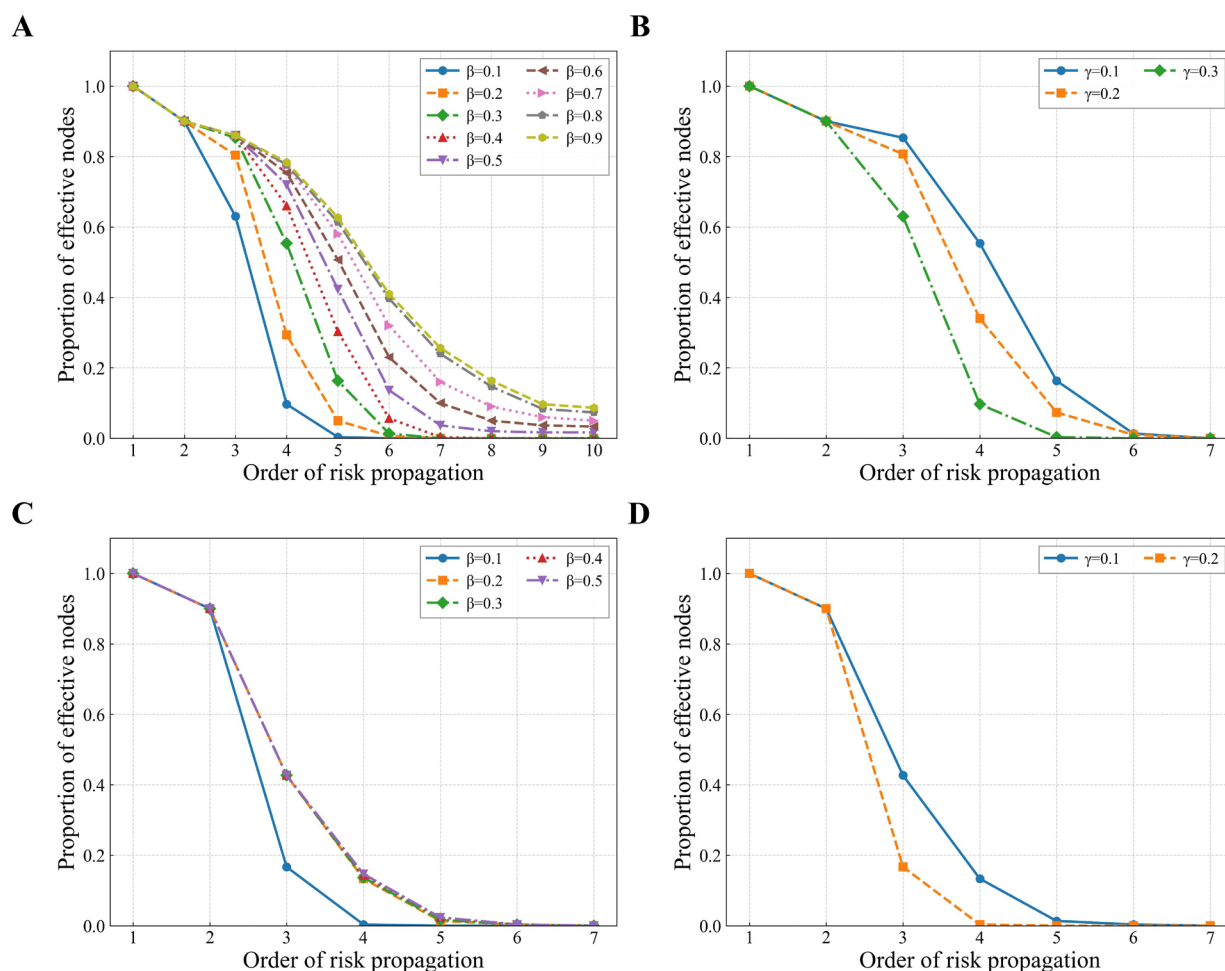 A
Proportion of effective nodes
1.0
0.8
0.6
0.4
0.2
0.0
β=0.1
β=0.2
β=0.3
β=0.4
β=0.5
β=0.6
β=0.7
β=0.8
β=0.9
1 2 3 4 5 6 7 8 9 10
Order of risk propagation
B
Proportion of effective nodes
1.0
0.8
0.6
0.4
0.2
0.0
γ=0.1
γ=0.2
γ=0.3
1 2 3 4 5 6 7
Order of risk propagation
C
Proportion of effective nodes
1.0
0.8
0.6
0.4
0.2
0.0
β=0.1
β=0.2
β=0.3
β=0.4
β=0.5
1 2 3 4 5 6 7
Order of risk propagation
D
Proportion of effective nodes
1.0
0.8
0.6
0.4
0.2
0.0
γ=0.1
γ=0.2
1 2 3 4 5 6 7
Order of risk propagation